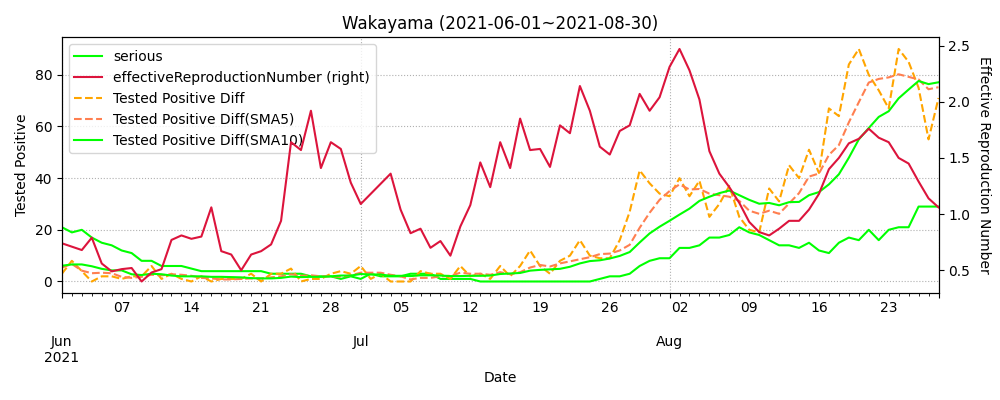 Wakayama (2021-06-01~2021-08-30)
serious
effectiveReproductionNumber (right)
Tested Positive Diff
Tested Positive Diff(SMA5)
Tested Positive Diff(SMA10)
Tested Positive
80
60
40
20
0
2.5
2.0
1.5
1.0
0.5
Effective Reproduction Number
07 14 21 28 05 12 19 26 02 09 16 23
Jun Jul Aug
2021
Date